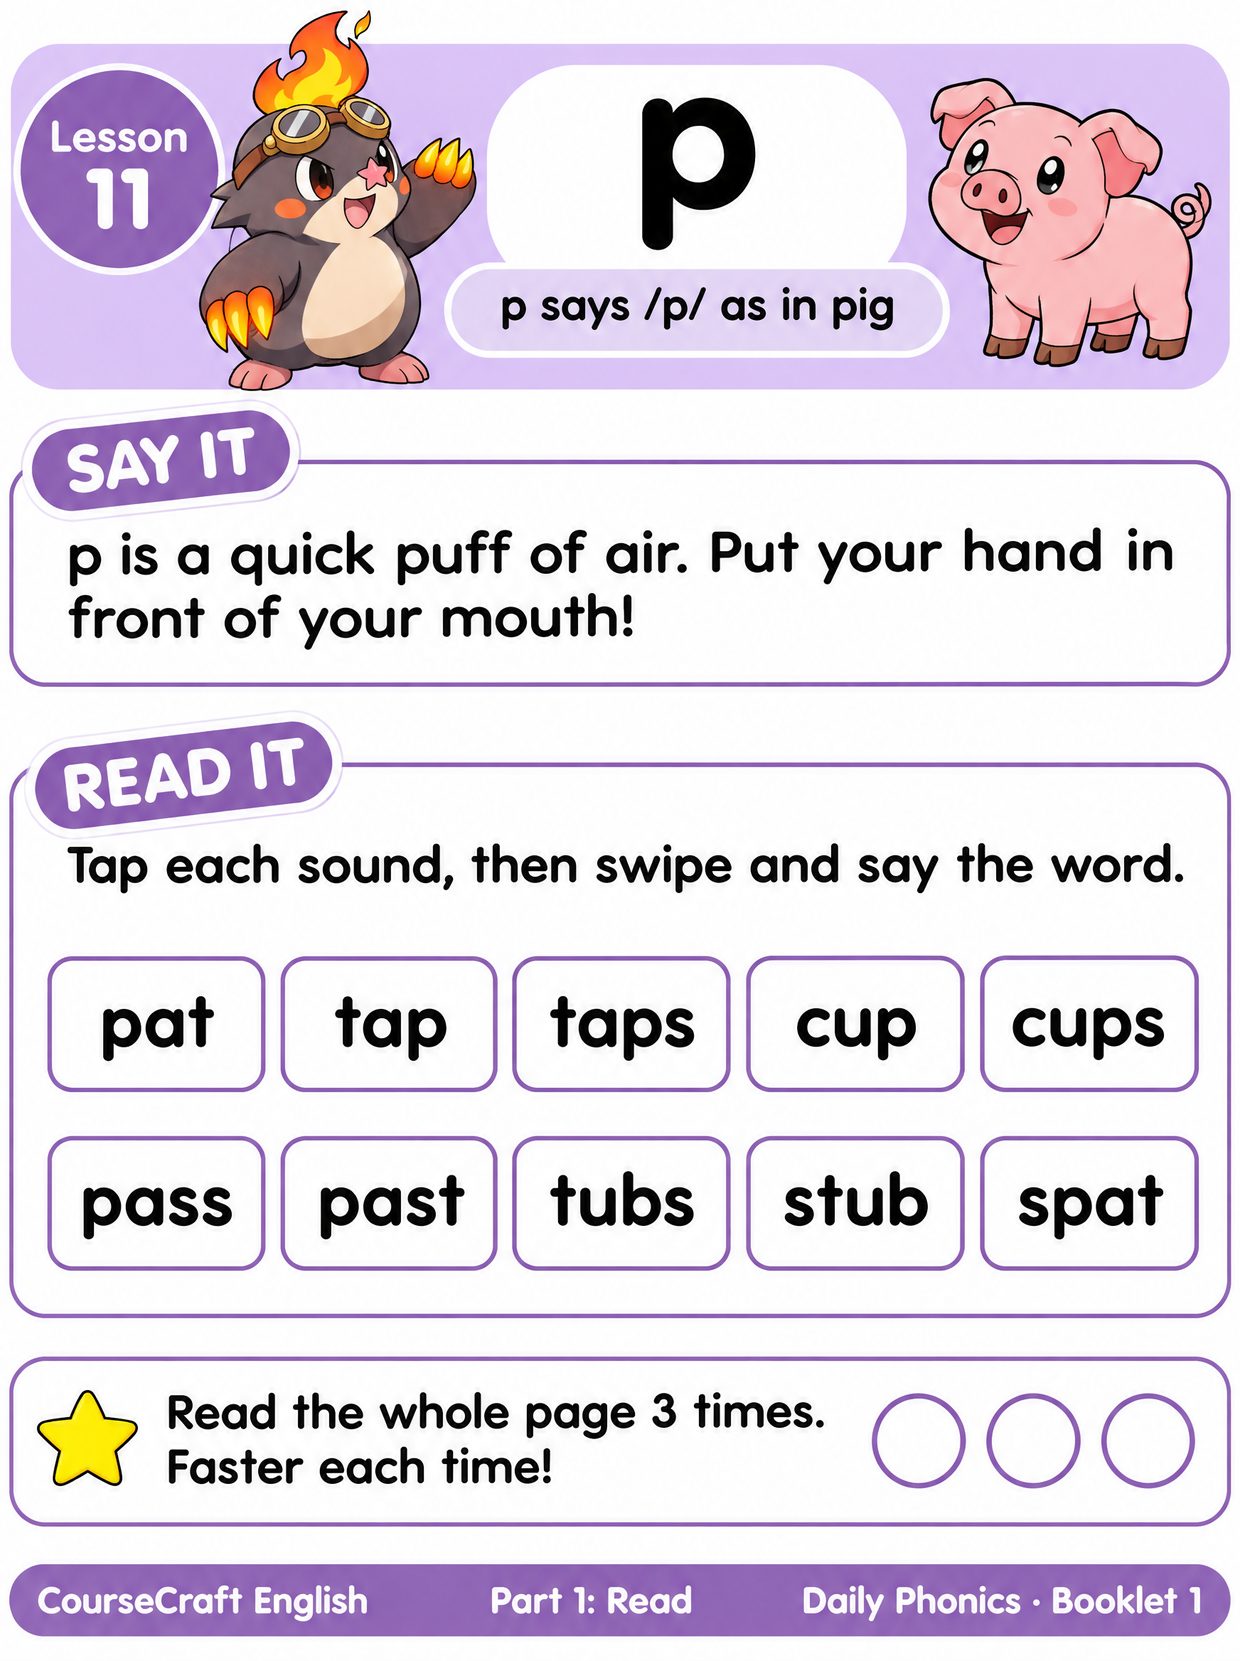 Lesson
11
p
p says /p/ as in pig
SAY IT
p is a quick puff of air. Put your hand in
front of your mouth!
READ IT
Tap each sound, then swipe and say the word.
pat tap taps cup cups
pass past tubs stub spat
Read the whole page 3 times.
Faster each time!
CourseCraft English Part 1: Read Daily Phonics · Booklet 1